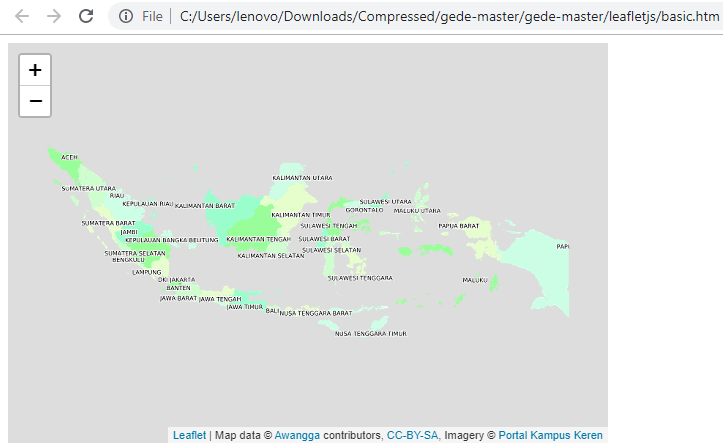 File
C:/Users/lenovo/Downloads/Compressed/gede-master/gede-master/leafletjs/basic.htm
+
−
ACEH
SUMATERA UTARA
RIAU
KEPULAUAN RIAU
SUMATERA BARAT
JAMBI
KEPULAUAN BANGKA BELITUNG
SUMATERA SELATAN
BENGKULU
LAMPUNG
DKI JAKARTA
BANTEN
JAWA BARAT
JAWA TENGAH
JAWA TIMUR
BALI
NUSA TENGGARA BARAT
NUSA TENGGARA TIMUR
KALIMANTAN UTARA
KALIMANTAN BARAT
KALIMANTAN TIMUR
KALIMANTAN TENGAH
KALIMANTAN SELATAN
SULAWESI UTARA
GORONTALO
SULAWESI TENGAH
SULAWESI BARAT
SULAWESI SELATAN
SULAWESI TENGGARA
MALUKU UTARA
PAPUA BARAT
MALUKU
PAPI
Leaflet | Map data © Awangga contributors, CC-BY-SA, Imagery © Portal Kampus Keren